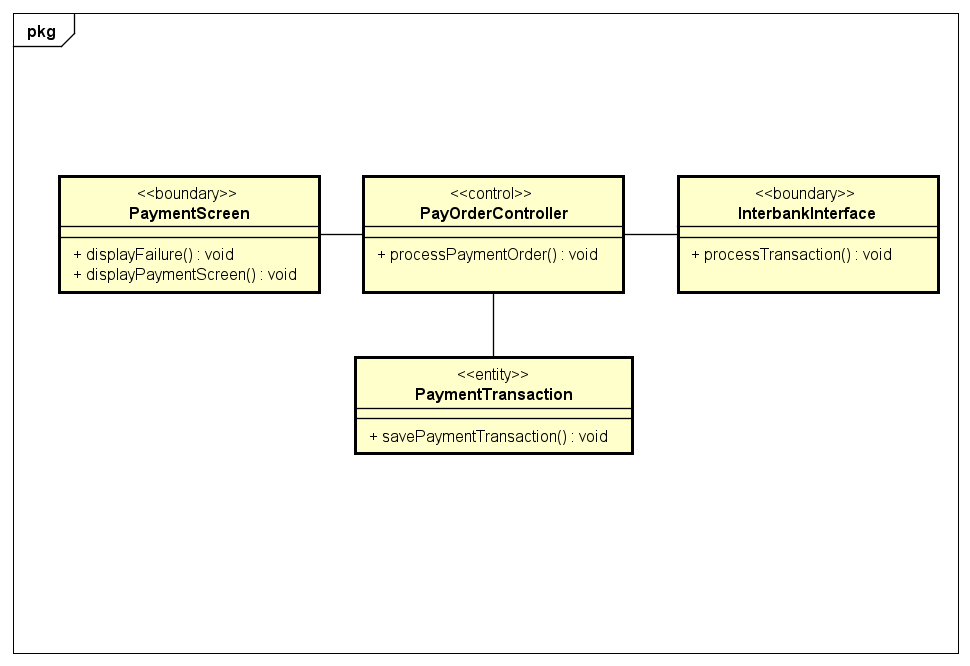 pkg
<<boundary>>
PaymentScreen
+ displayFailure() : void
+ displayPaymentScreen() : void
<<control>>
PayOrderController
+ processPaymentOrder() : void
<<boundary>>
InterbankInterface
+ processTransaction() : void
<<entity>>
PaymentTransaction
+ savePaymentTransaction() : void